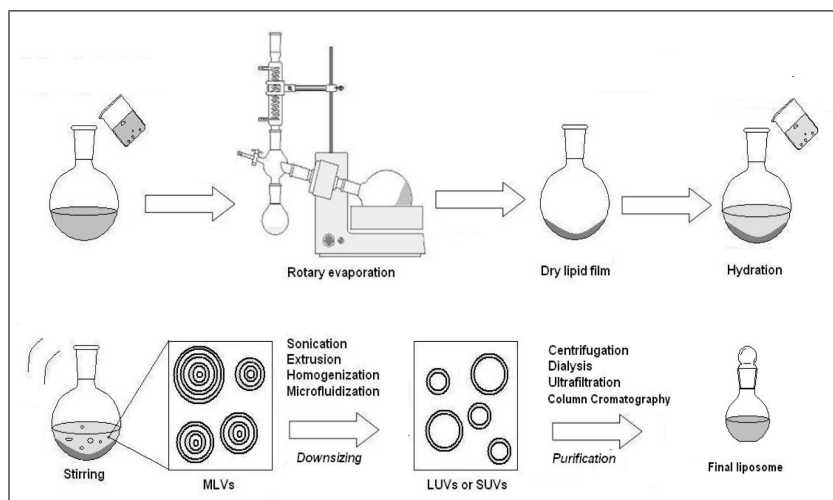 Rotary evaporation
Dry lipid film
Hydration
Sonication
Extrusion
Homogenization
Microfluidization
Downsizing
Centrifugation
Dialysis
Ultrafiltration
Column Cromatography
Purification
Stirring
MLVs
LUVs or SUVs
Final liposome